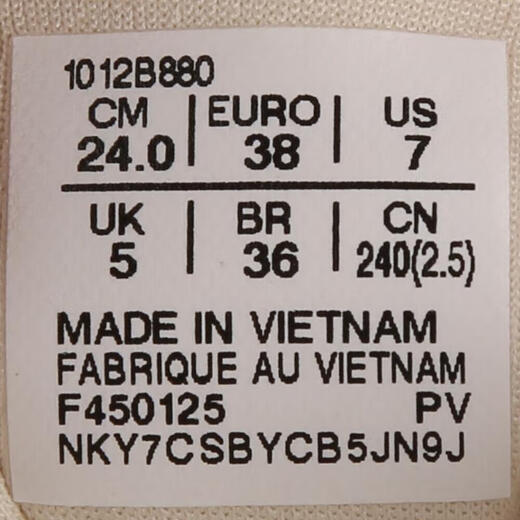 1012B880
CM | EURO | US
24.0 | 38 | 7
UK | BR | CN
5 | 36 | 240(2.5)
MADE IN VIETNAM
FABRIQUE AU VIETNAM
F450125 PV
NKY7CSBYCB5JN9J